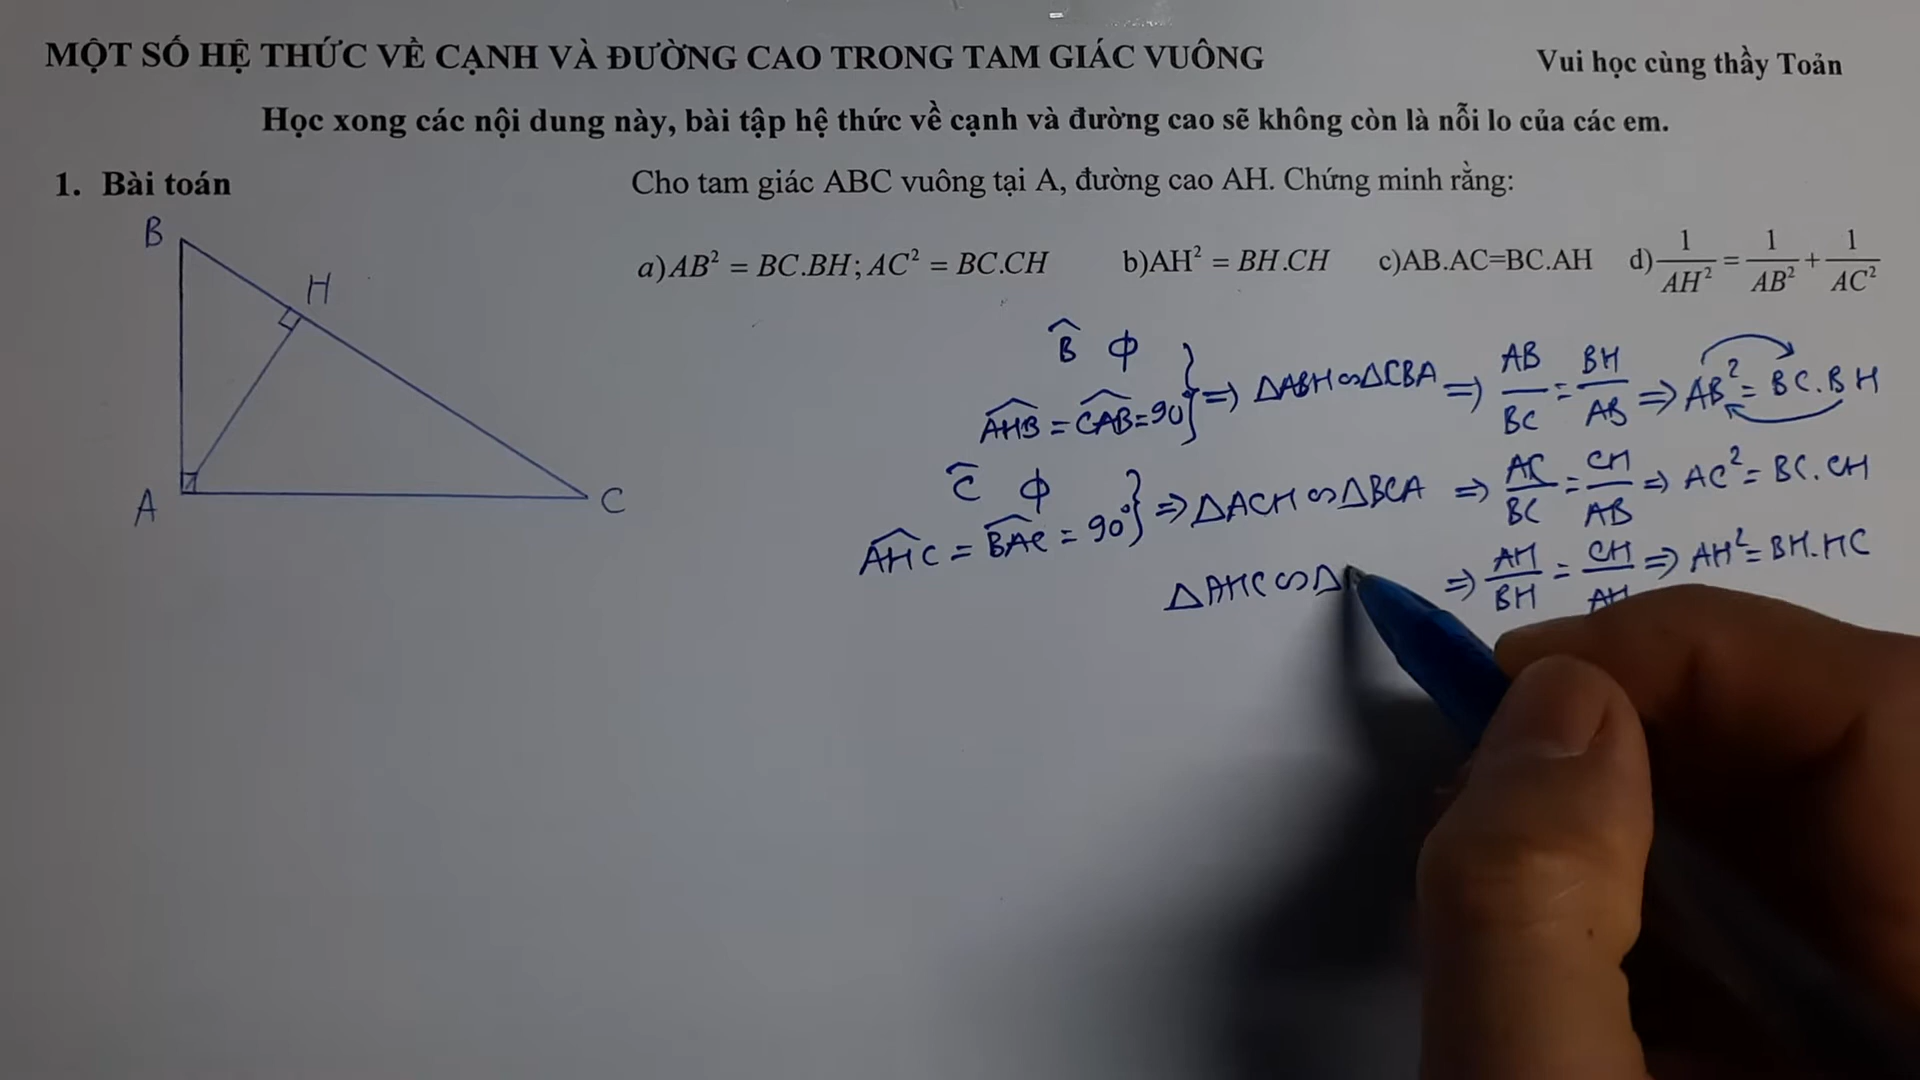 MỘT SỐ HỆ THỨC VỀ CẠNH VÀ ĐƯỜNG CAO TRONG TAM GIÁC VUÔNG Vui học cùng thầy Toản
Học xong các nội dung này, bài tập hệ thức về cạnh và đường cao sẽ không còn là nỗi lo của các em.
1. Bài toán Cho tam giác ABC vuông tại A, đường cao AH. Chứng minh rằng:
a) AB² = BC.BH; AC² = BC.CH b) AH² = BH.CH c) AB.AC=BC.AH d) 1/AH² = 1/AB² + 1/AC²
B
H
A
C
B̂ ϕ
AHB = CAB = 90 } => ΔABH ∽ ΔCBA => AB/BC = BH/AB => AB² = BC.BH
Ĉ ϕ
AHC = BAC = 90° } => ΔACH ∽ ΔBCA => AC/BC = CH/AB => AC² = BC.CH
ΔAHC ∽ Δ => AH/BH = CH/AH => AH² = BH.HC